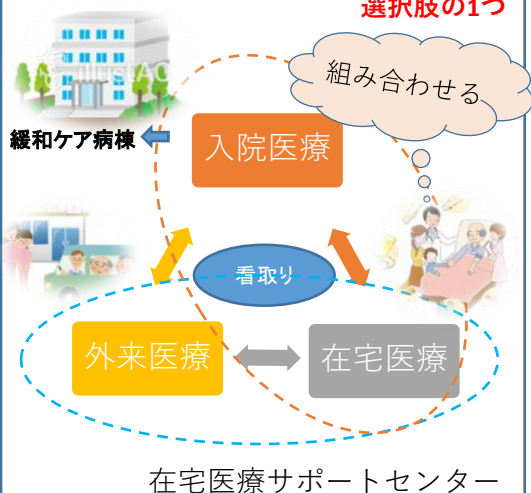 選択肢の1つ
組み合わせる
緩和ケア病棟
入院医療
看取り
外来医療
在宅医療
在宅医療サポートセンター